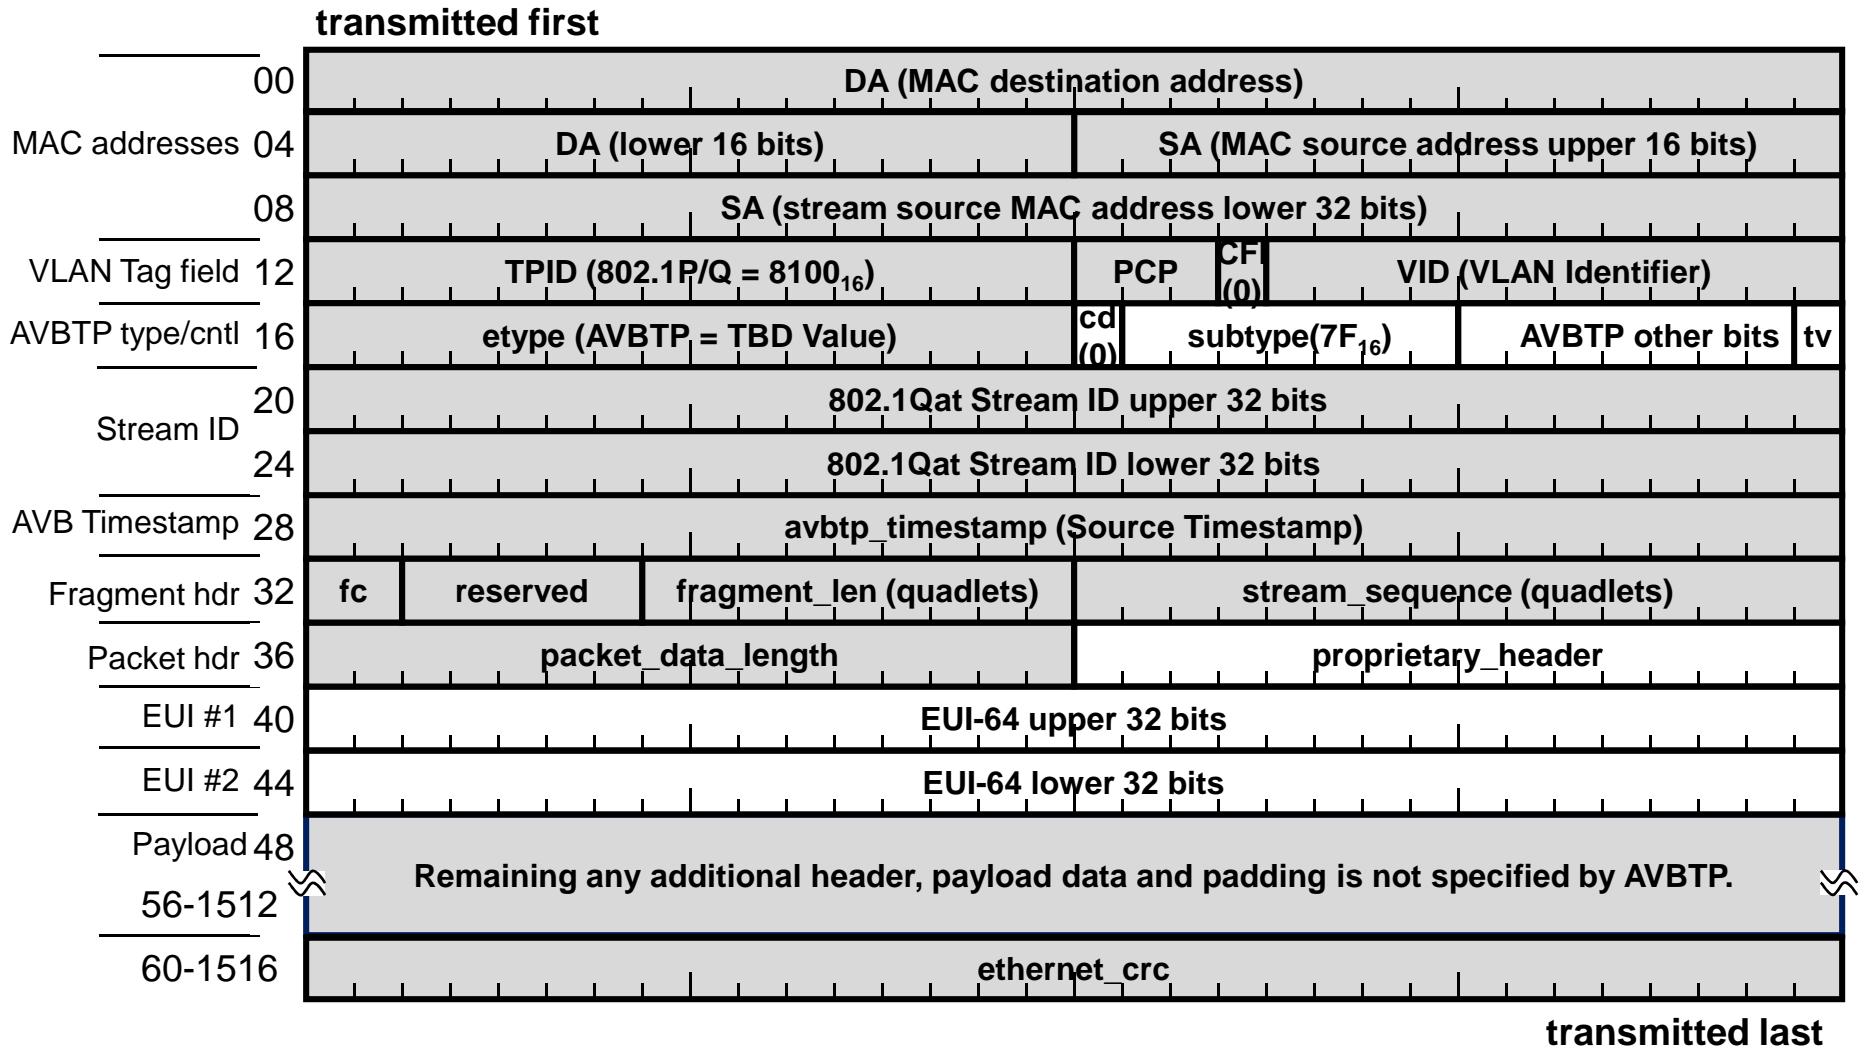 transmitted first
00 DA (MAC destination address)
MAC addresses 04 DA (lower 16 bits) SA (MAC source address upper 16 bits)
08 SA (stream source MAC address lower 32 bits)
VLAN Tag field 12 TPID (802.1P/Q = 8100₁₆) PCP CFI (0) VID (VLAN Identifier)
AVBTP type/cntl 16 etype (AVBTP = TBD Value) cd (0) subtype(7F₁₆) AVBTP other bits tv
20 802.1Qat Stream ID upper 32 bits
Stream ID
24 802.1Qat Stream ID lower 32 bits
AVB Timestamp 28 avbtp_timestamp (Source Timestamp)
Fragment hdr 32 fc reserved fragment_len (quadlets) stream_sequence (quadlets)
Packet hdr 36 packet_data_length proprietary_header
EUI #1 40 EUI-64 upper 32 bits
EUI #2 44 EUI-64 lower 32 bits
Payload 48
Remaining any additional header, payload data and padding is not specified by AVBTP.
56-1512
60-1516 ethernet_crc
transmitted last